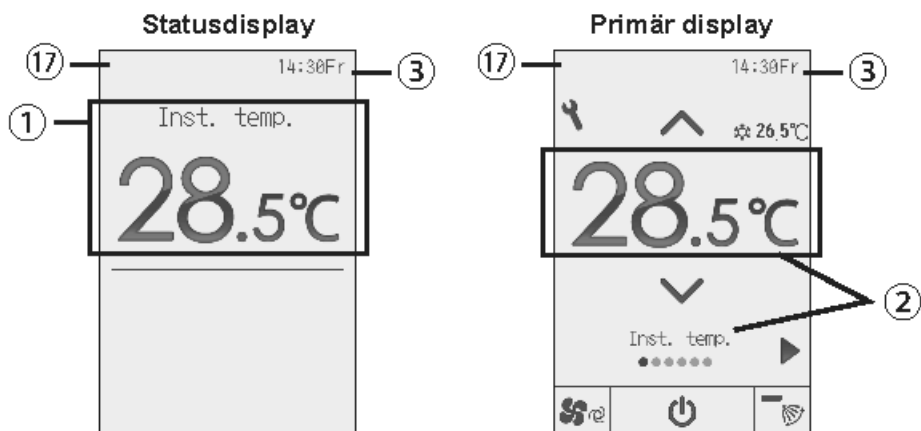 Statusdisplay
⑰
14:30Fr
③
①
Inst. temp.
28.5°C
Primär display
⑰
14:30Fr
③
26.5°C
28.5°C
②
Inst. temp.